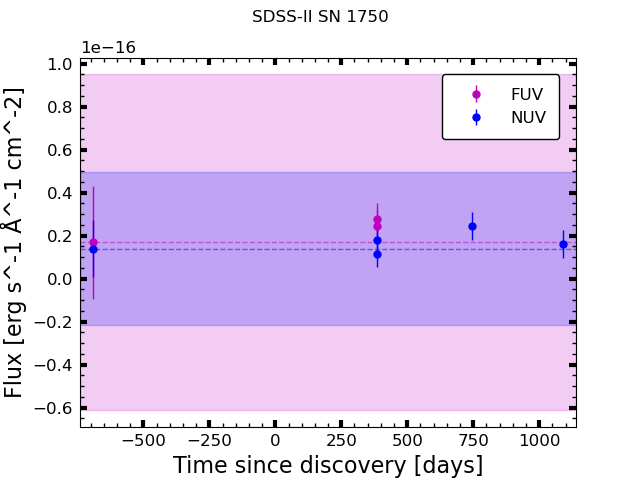 SDSS-II SN 1750
1e−16
1.0
0.8
0.6
0.4
0.2
0.0
−0.2
−0.4
−0.6
Flux [erg s^-1 Å^-1 cm^-2]
FUV
NUV
−500 −250 0 250 500 750 1000
Time since discovery [days]